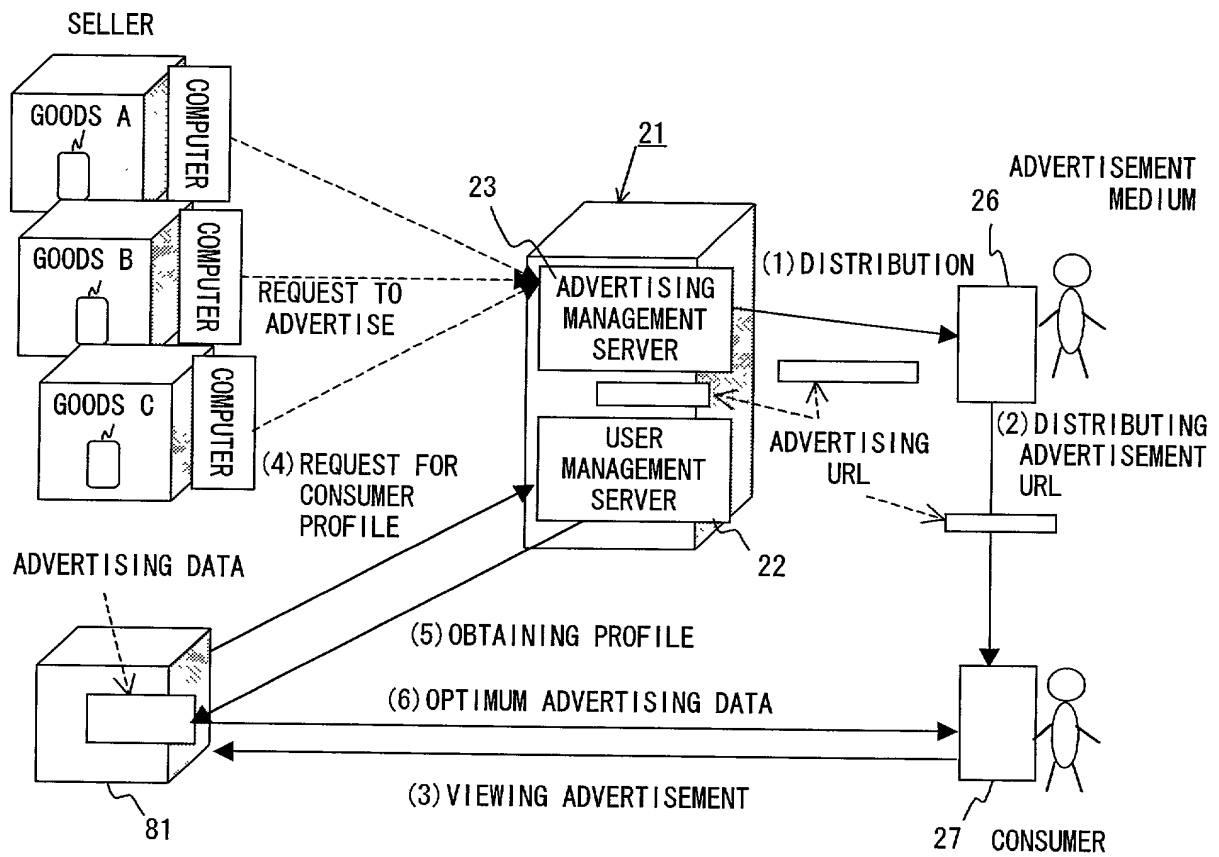 SELLER
GOODS A
COMPUTER
GOODS B
COMPUTER
GOODS C
COMPUTER
REQUEST TO
ADVERTISE
21
23
ADVERTISING
MANAGEMENT
SERVER
USER
MANAGEMENT
SERVER
22
(1) DISTRIBUTION
26
ADVERTISEMENT
MEDIUM
ADVERTISING
URL
(2) DISTRIBUTING
ADVERTISEMENT
URL
(4) REQUEST FOR
CONSUMER
PROFILE
ADVERTISING DATA
(5) OBTAINING PROFILE
(6) OPTIMUM ADVERTISING DATA
(3) VIEWING ADVERTISEMENT
81
27
CONSUMER